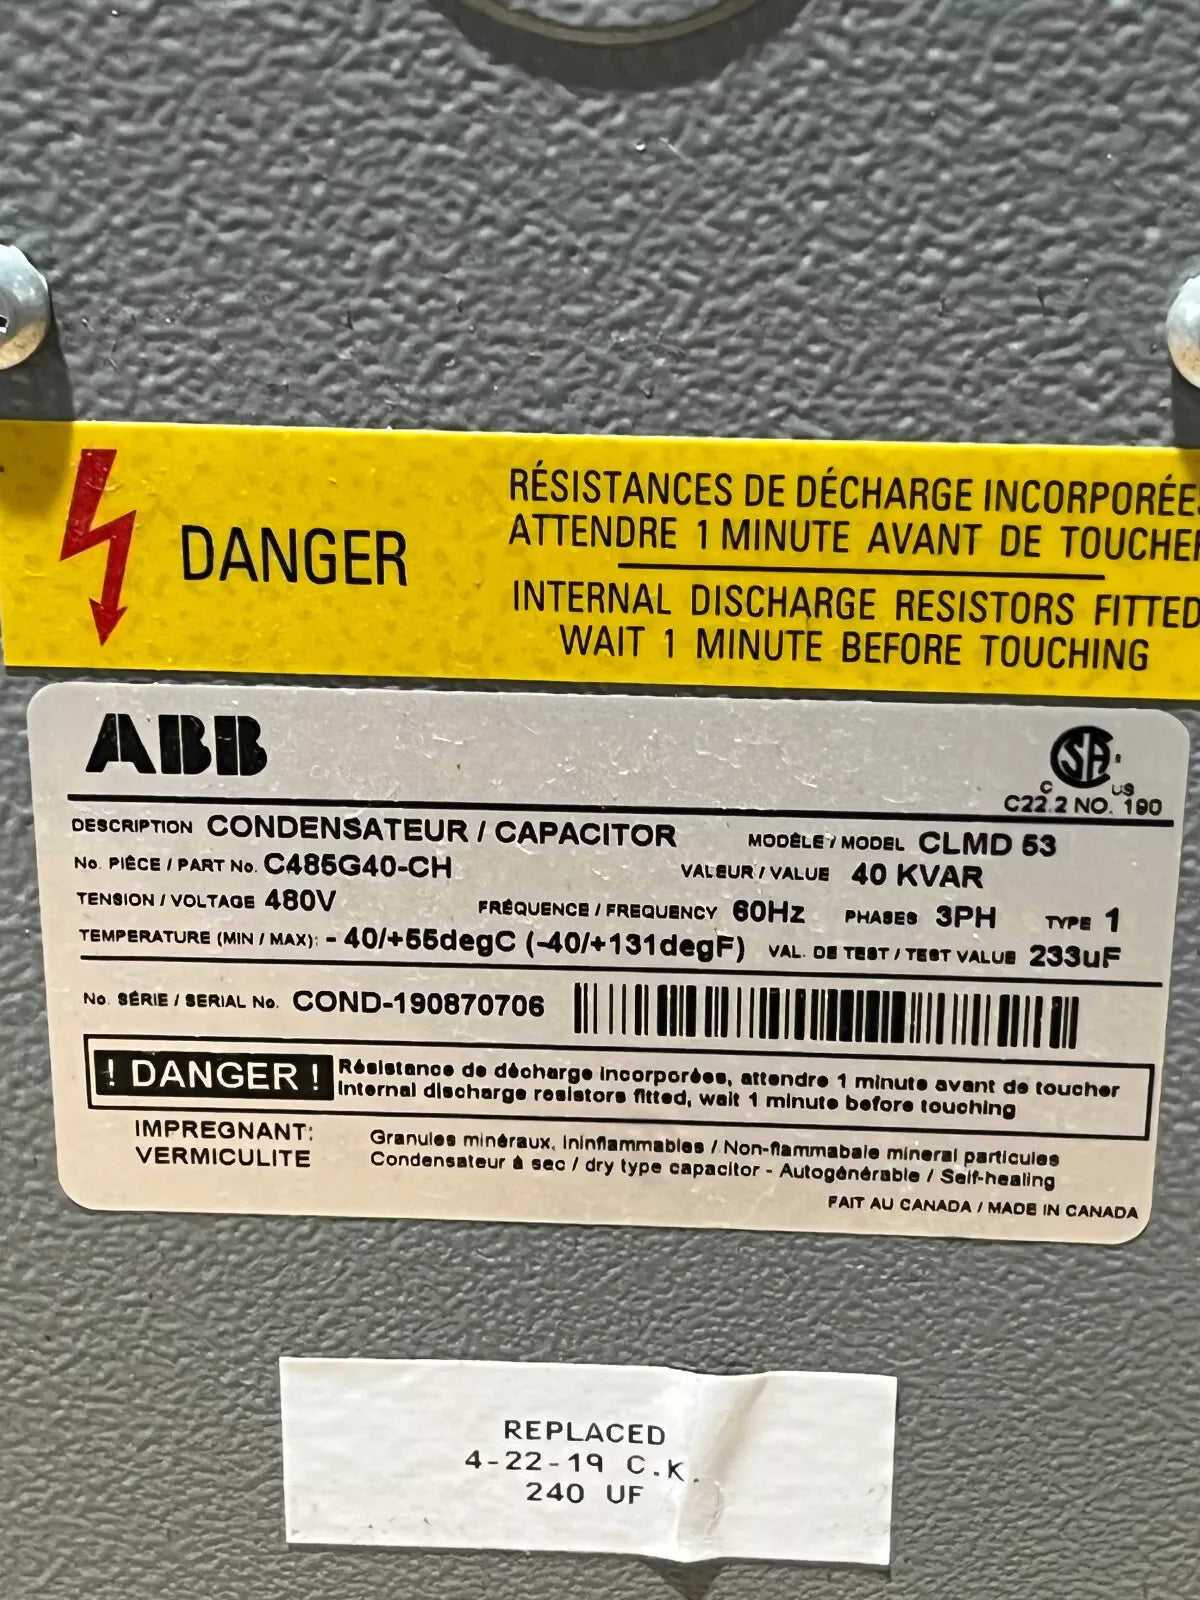 DANGER
RÉSISTANCES DE DÉCHARGE INCORPORÉES
ATTENDRE 1 MINUTE AVANT DE TOUCHER
INTERNAL DISCHARGE RESISTORS FITTED
WAIT 1 MINUTE BEFORE TOUCHING
ABB
CSA
C US
C22.2 NO. 190
DESCRIPTION CONDENSATEUR / CAPACITOR MODÈLE / MODEL CLMD 53
No. PIÈCE / PART No. C485G40-CH VALEUR / VALUE 40 KVAR
TENSION / VOLTAGE 480V FRÉQUENCE / FREQUENCY 60Hz PHASES 3PH TYPE 1
TEMPERATURE (MIN / MAX): - 40/+55degC (-40/+131degF) VAL. DE TEST / TEST VALUE 233uF
No. SÉRIE / SERIAL No. COND-190870706
! DANGER ! Résistance de décharge incorporées, attendre 1 minute avant de toucher
Internal discharge resistors fitted, wait 1 minute before touching
IMPREGNANT: Granules minéraux, Ininflammables / Non-flammabale mineral particules
VERMICULITE Condensateur à sec / dry type capacitor - Autogénérable / Self-healing
FAIT AU CANADA / MADE IN CANADA
REPLACED
4-22-19 C.K.
240 UF